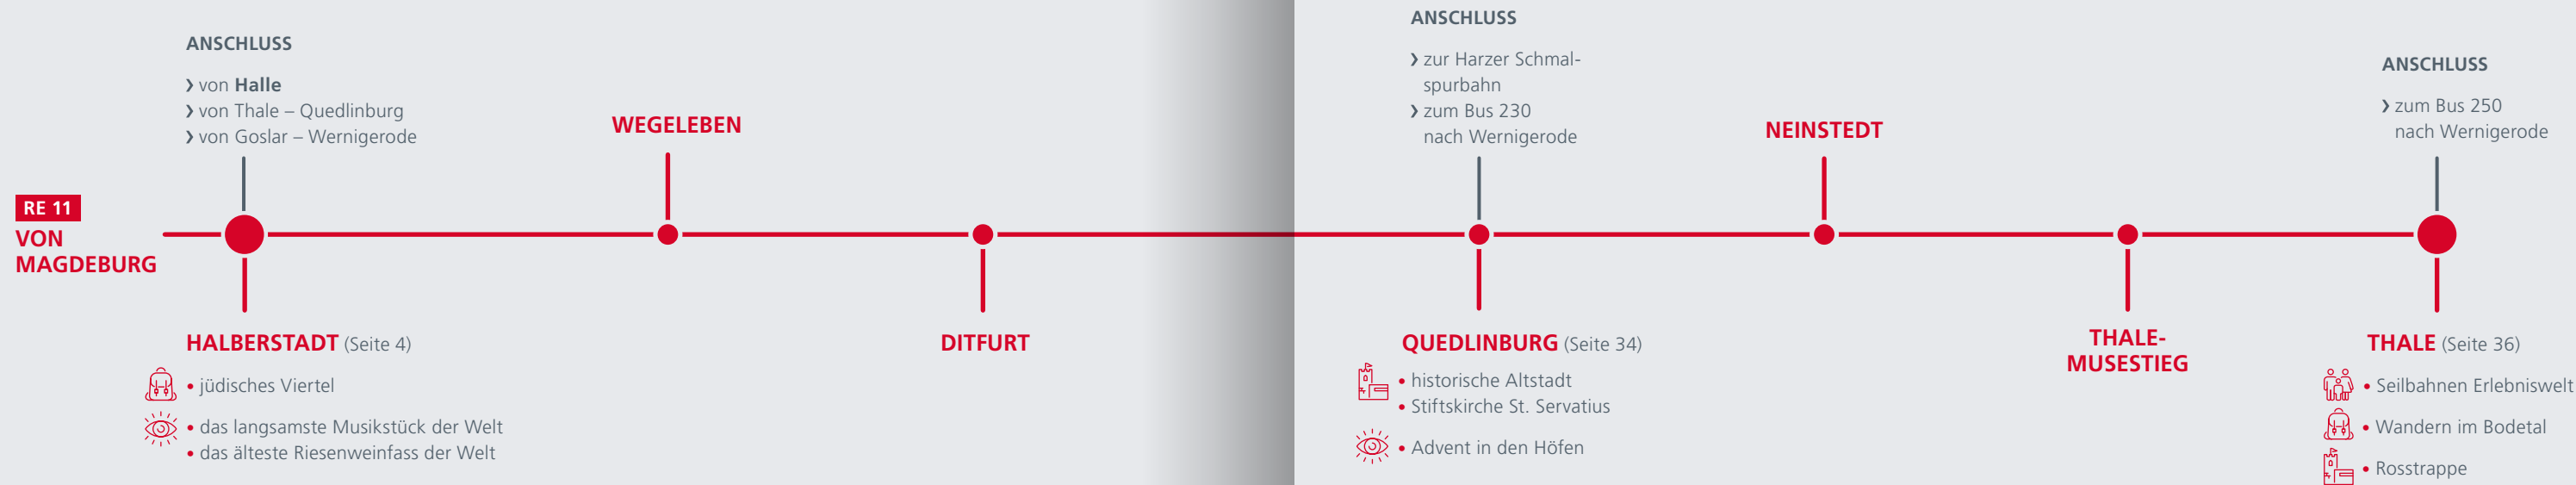 RE 11
VON
MAGDEBURG
ANSCHLUSS
› von Halle
› von Thale – Quedlinburg
› von Goslar – Wernigerode
HALBERSTADT (Seite 4)
• jüdisches Viertel
• das langsamste Musikstück der Welt
• das älteste Riesenweinfass der Welt
WEGELEBEN
DITFURT
ANSCHLUSS
› zur Harzer Schmal-
spurbahn
› zum Bus 230
nach Wernigerode
QUEDLINBURG (Seite 34)
• historische Altstadt
• Stiftskirche St. Servatius
• Advent in den Höfen
NEINSTEDT
THALE-
MUSESTIEG
ANSCHLUSS
› zum Bus 250
nach Wernigerode
THALE (Seite 36)
• Seilbahnen Erlebniswelt
• Wandern im Bodetal
• Rosstrappe